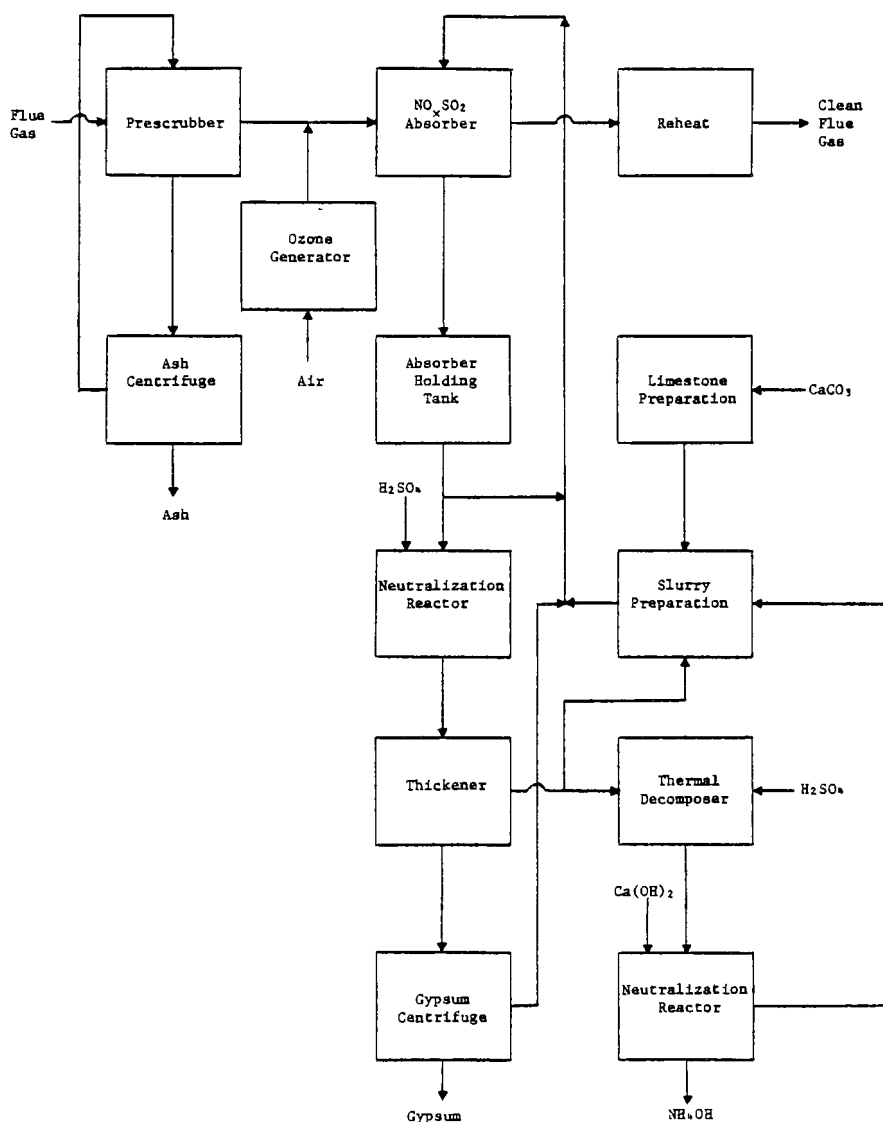 Flue
Gas
Prescrubber
NOxSO₂
Absorber
Reheat
Clean
Flue
Gas
Ozone
Generator
Air
Ash
Centrifuge
Ash
Absorber
Holding
Tank
Limestone
Preparation
CaCO₃
H₂SO₄
Neutralization
Reactor
Slurry
Preparation
Thickener
Thermal
Decomposer
H₂SO₄
Ca(OH)₂
Gypsum
Centrifuge
Neutralization
Reactor
Gypsum
NH₄OH